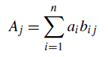 $A_j = \sum_{i=1}^{n} a_i b_{ij}$